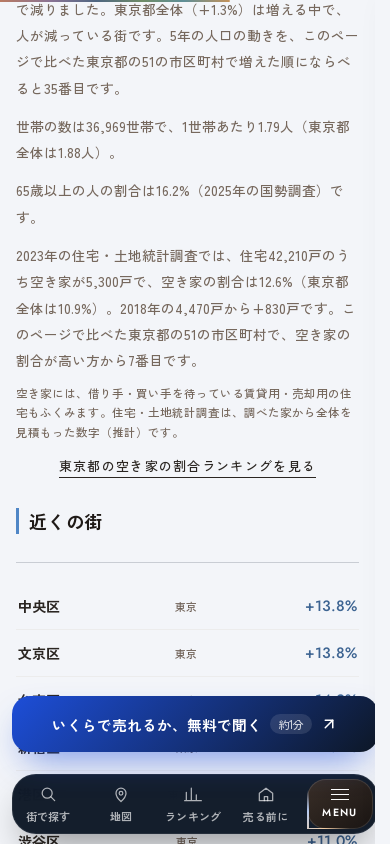 で減りました。東京都全体（+1.3%）は増える中で、
人が減っている街です。5年の人口の動きを、このペー
ジで比べた東京都の51の市区町村で増えた順にならべ
ると35番目です。
世帯の数は36,969世帯で、1世帯あたり1.79人（東京都
全体は1.88人）。
65歳以上の人の割合は16.2%（2025年の国勢調査）で
す。
2023年の住宅・土地統計調査では、住宅42,210戸のう
ち空き家が5,300戸で、空き家の割合は12.6%（東京都
全体は10.9%）。2018年の4,470戸から+830戸です。こ
のページで比べた東京都の51の市区町村で、空き家の
割合が高い方から7番目です。
空き家には、借り手・買い手を待っている賃貸用・売却用の住
宅もふくみます。住宅・土地統計調査は、調べた家から全体を
見積もった数字（推計）です。
東京都の空き家の割合ランキングを見る
近くの街
中央区 東京 +13.8%
文京区 東京 +13.8%
いくらで売れるか、無料で聞く 約1分
街で探す 地図 ランキング 売る前に MENU
渋谷区 東京 +11.0%